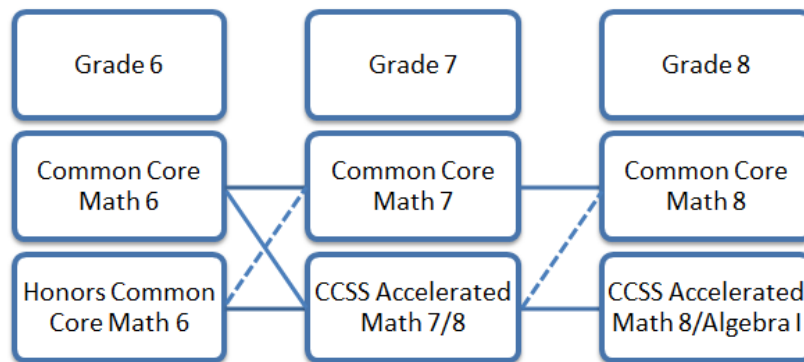 Grade 6
Grade 7
Grade 8
Common Core
Math 6
Common Core
Math 7
Common Core
Math 8
Honors Common
Core Math 6
CCSS Accelerated
Math 7/8
CCSS Accelerated
Math 8/Algebra I